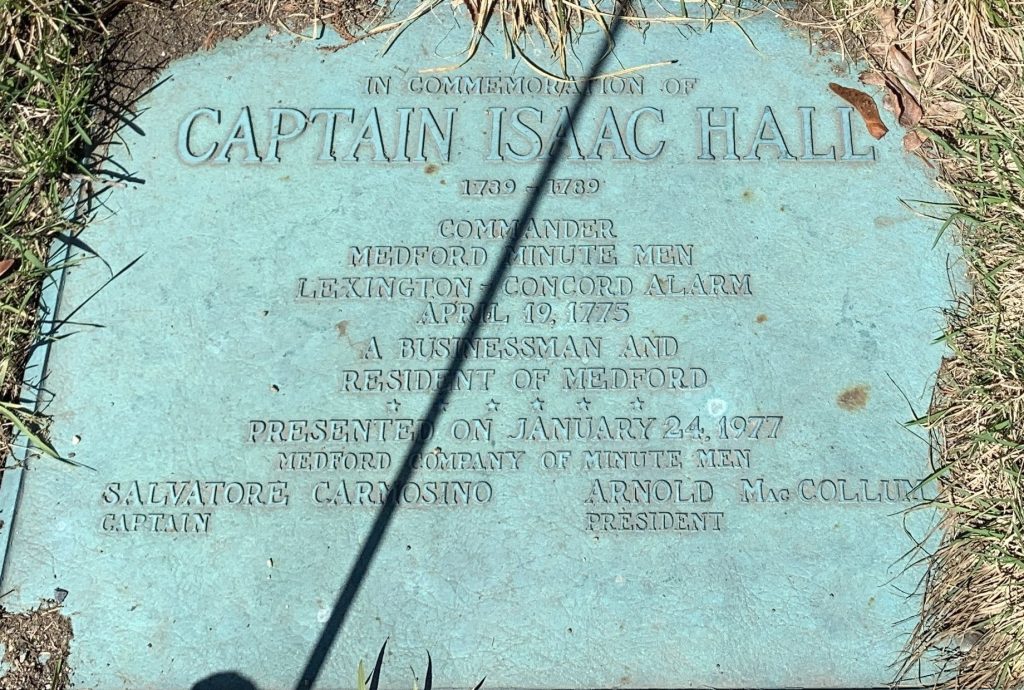 IN COMMEMORATION OF
CAPTAIN ISAAC HALL
1739 - 1789
COMMANDER
MEDFORD MINUTE MEN
LEXINGTON - CONCORD ALARM
APRIL 19, 1775
A BUSINESSMAN AND
RESIDENT OF MEDFORD
PRESENTED ON JANUARY 24, 1977
MEDFORD COMPANY OF MINUTE MEN
SALVATORE CARMOSINO ARNOLD MacCOLLUM
CAPTAIN PRESIDENT